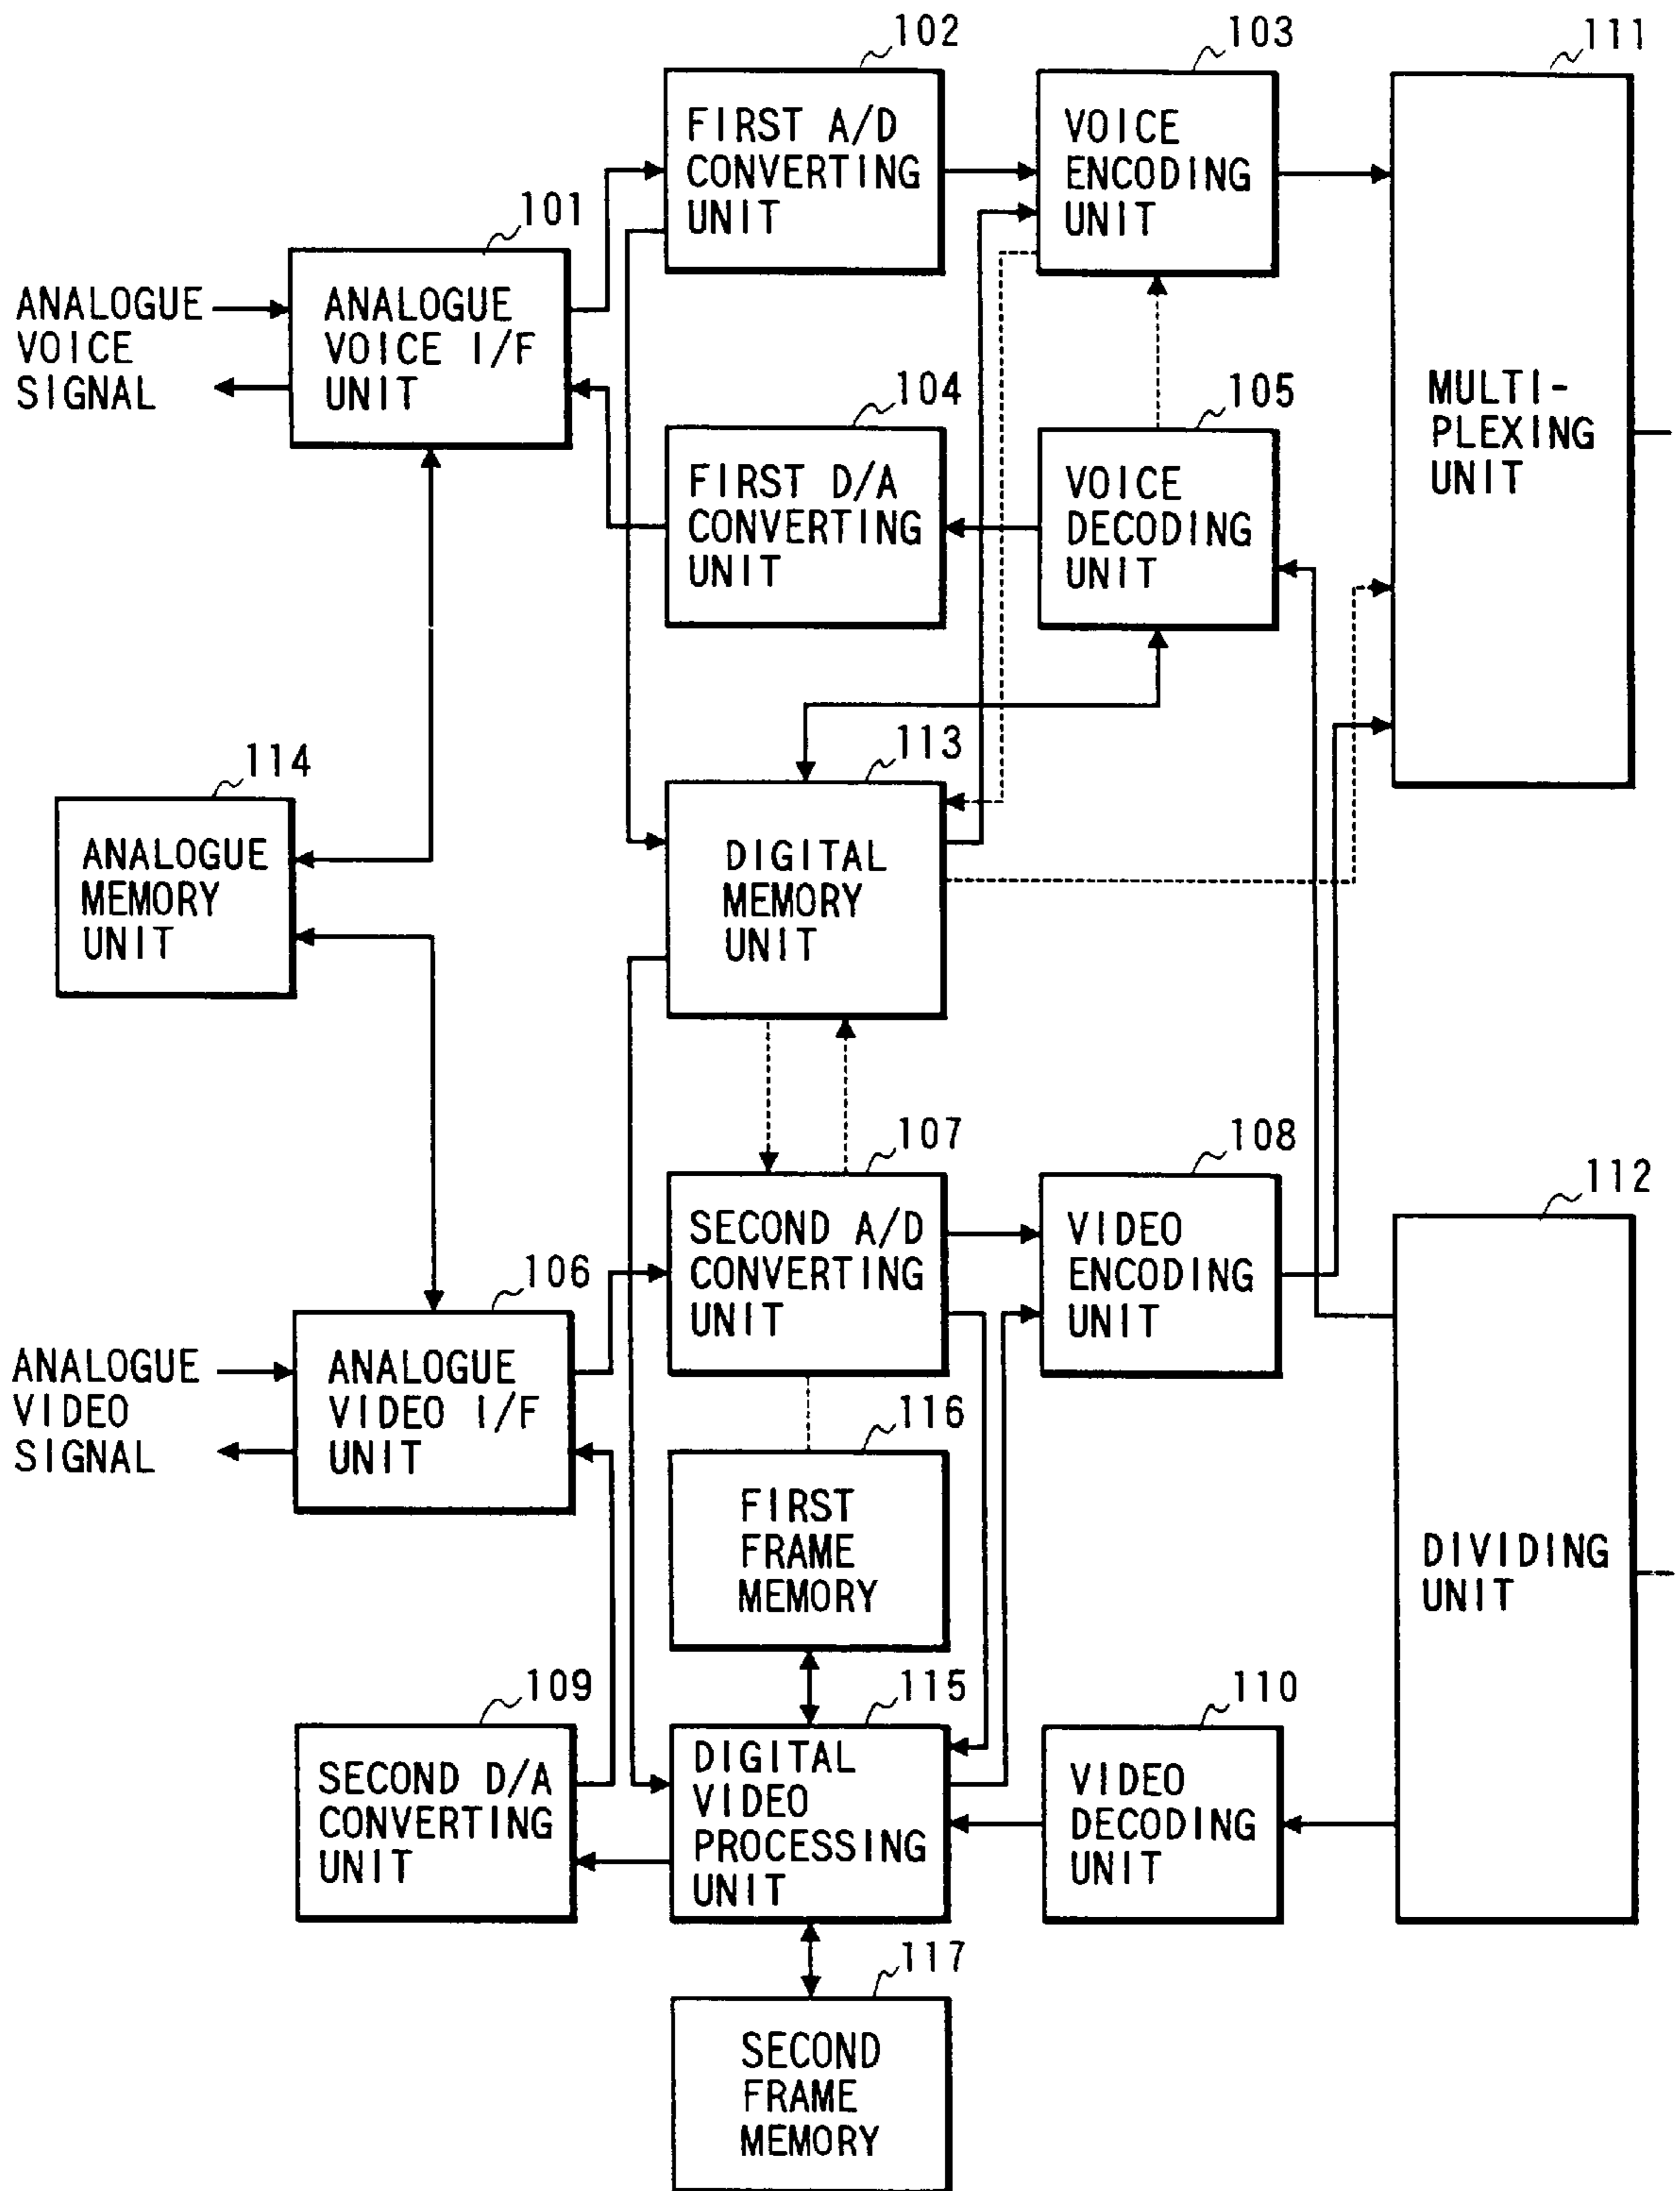 102
103
111
FIRST A/D
CONVERTING
UNIT
VOICE
ENCODING
UNIT
101
ANALOGUE
VOICE
SIGNAL
ANALOGUE
VOICE I/F
UNIT
104
105
MULTI-
PLEXING
UNIT
FIRST D/A
CONVERTING
UNIT
VOICE
DECODING
UNIT
114
113
ANALOGUE
MEMORY
UNIT
DIGITAL
MEMORY
UNIT
107
108
112
SECOND A/D
CONVERTING
UNIT
VIDEO
ENCODING
UNIT
106
ANALOGUE
VIDEO
SIGNAL
ANALOGUE
VIDEO I/F
UNIT
116
FIRST
FRAME
MEMORY
DIVIDING
UNIT
109
115
110
SECOND D/A
CONVERTING
UNIT
DIGITAL
VIDEO
PROCESSING
UNIT
VIDEO
DECODING
UNIT
117
SECOND
FRAME
MEMORY